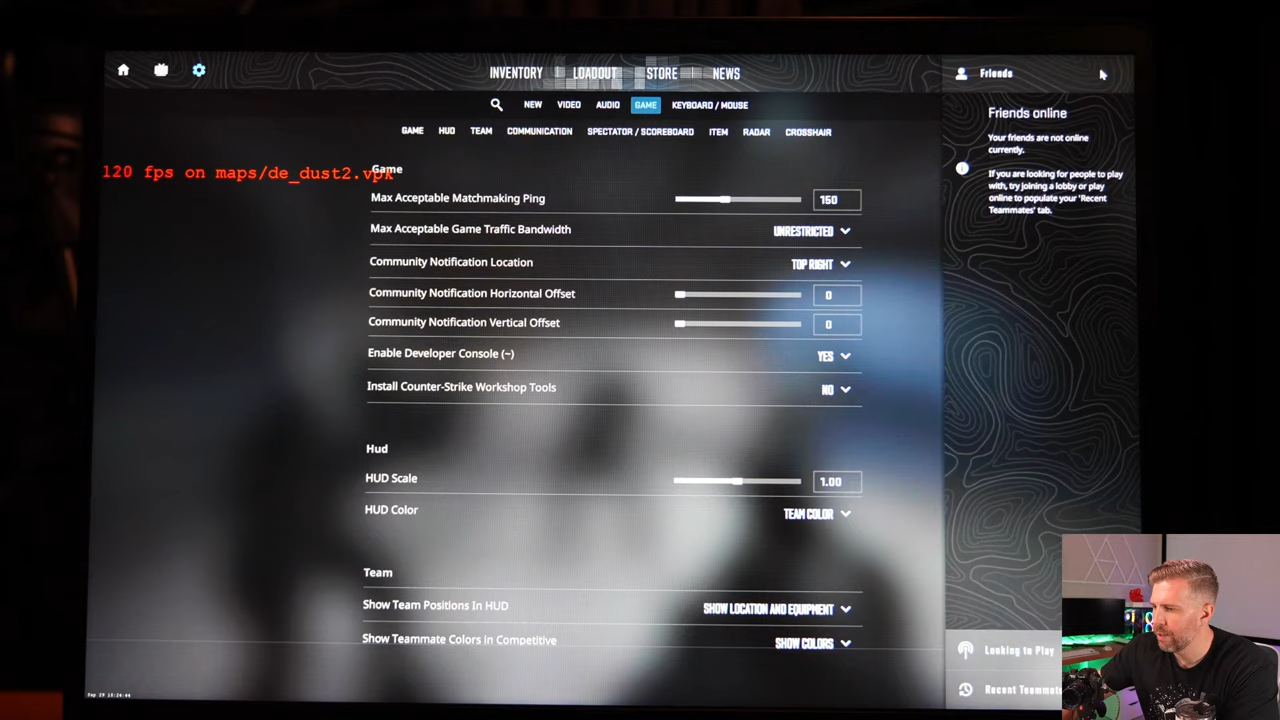 INVENTORY LOADOUT STORE NEWS
Friends
NEW VIDEO AUDIO GAME KEYBOARD / MOUSE
GAME HUD TEAM COMMUNICATION SPECTATOR / SCOREBOARD ITEM RADAR CROSSHAIR
Friends online
Your friends are not online
currently.
If you are looking for people to play
with, try joining a lobby or play
online to populate your 'Recent
Teammates' tab.
120 fps on maps/de_dust2.vpk
Game
Max Acceptable Matchmaking Ping 150
Max Acceptable Game Traffic Bandwidth UNRESTRICTED
Community Notification Location TOP RIGHT
Community Notification Horizontal Offset 0
Community Notification Vertical Offset 0
Enable Developer Console (~) YES
Install Counter-Strike Workshop Tools NO
Hud
HUD Scale 1.00
HUD Color TEAM COLOR
Team
Show Team Positions In HUD SHOW LOCATION AND EQUIPMENT
Show Teammate Colors in Competitive SHOW COLORS
Looking to Play
Recent Teammat